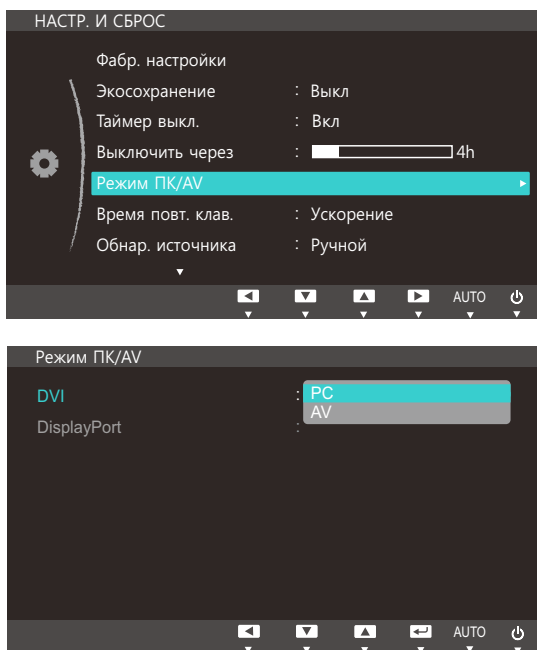 НАСТР. И СБРОС
Фабр. настройки
Экосохранение : Выкл
Таймер выкл. : Вкл
Выключить через : 4h
Режим ПК/AV
Время повт. клав. : Ускорение
Обнар. источника : Ручной
AUTO
Режим ПК/AV
DVI : PC
AV
DisplayPort :
AUTO